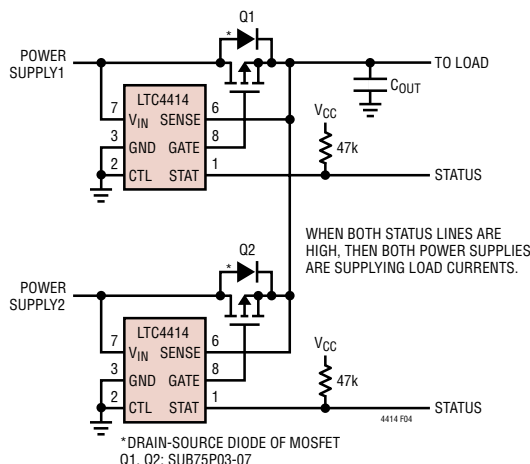 Q1
*
POWER
SUPPLY1
TO LOAD
COUT
LTC4414
7
VIN SENSE
6
VCC
3
GND GATE
8
47k
2
CTL STAT
1
STATUS
WHEN BOTH STATUS LINES ARE
HIGH, THEN BOTH POWER SUPPLIES
ARE SUPPLYING LOAD CURRENTS.
Q2
*
POWER
SUPPLY2
LTC4414
7
VIN SENSE
6
VCC
3
GND GATE
8
47k
2
CTL STAT
1
STATUS
4414 F04
*DRAIN-SOURCE DIODE OF MOSFET
Q1, Q2: SUB75P03-07